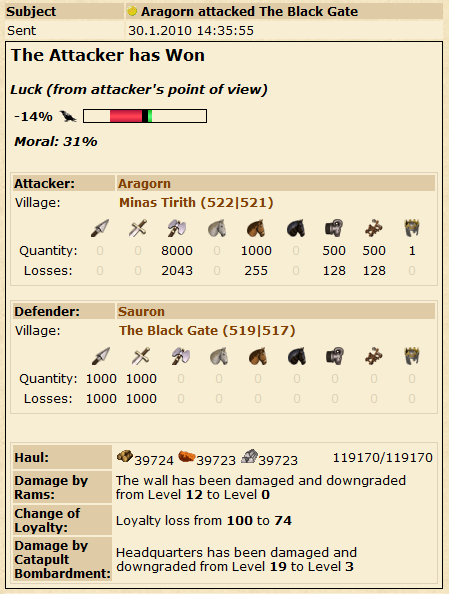 Subject Aragorn attacked The Black Gate
Sent 30.1.2010 14:35:55
The Attacker has Won
Luck (from attacker's point of view)
-14%
Moral: 31%
Attacker: Aragorn
Village: Minas Tirith (522|521)
Quantity: 0 0 8000 0 1000 0 500 500 1
Losses: 0 0 2043 0 255 0 128 128 0
Defender: Sauron
Village: The Black Gate (519|517)
Quantity: 1000 1000 0 0 0 0 0 0 0
Losses: 1000 1000 0 0 0 0 0 0 0
Haul: 39724 39723 39723 119170/119170
Damage by Rams: The wall has been damaged and downgraded
from Level 12 to Level 0
Change of Loyalty: Loyalty loss from 100 to 74
Damage by Catapult Bombardment: Headquarters has been damaged and
downgraded from Level 19 to Level 3